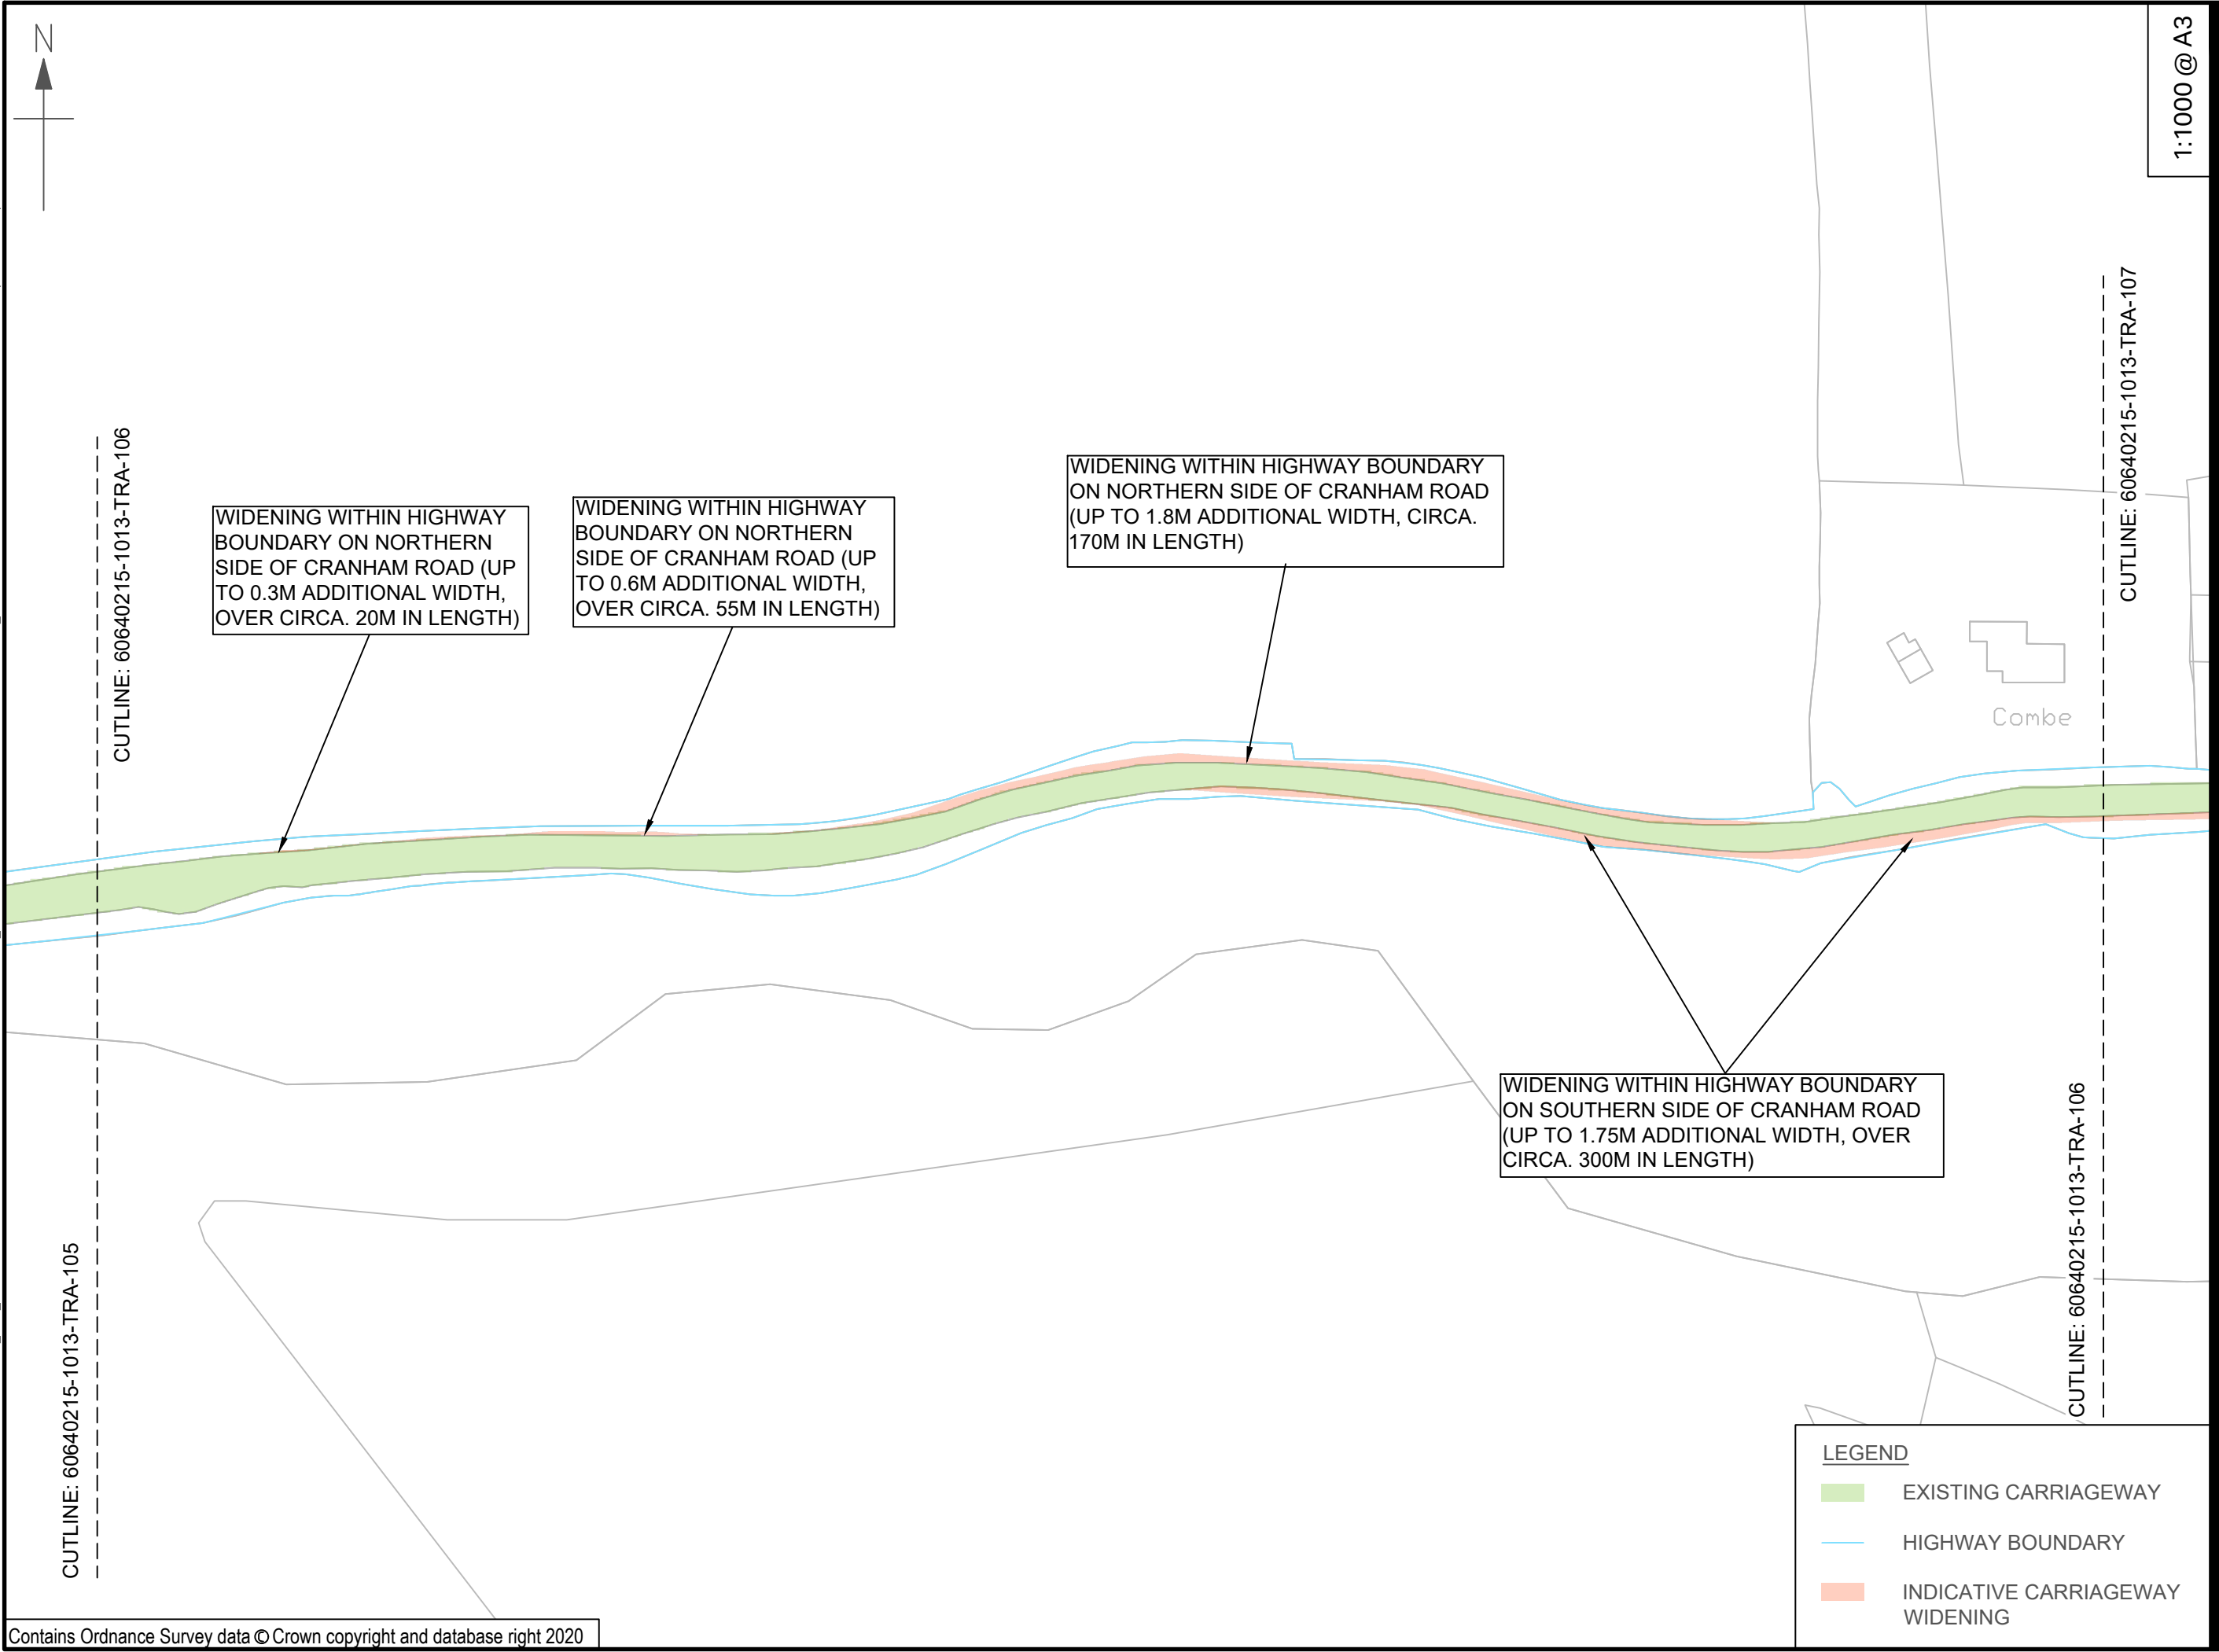 N
1:1000 @ A3
CUTLINE: 60640215-1013-TRA-106
WIDENING WITHIN HIGHWAY
BOUNDARY ON NORTHERN
SIDE OF CRANHAM ROAD (UP
TO 0.3M ADDITIONAL WIDTH,
OVER CIRCA. 20M IN LENGTH)
WIDENING WITHIN HIGHWAY
BOUNDARY ON NORTHERN
SIDE OF CRANHAM ROAD (UP
TO 0.6M ADDITIONAL WIDTH,
OVER CIRCA. 55M IN LENGTH)
WIDENING WITHIN HIGHWAY BOUNDARY
ON NORTHERN SIDE OF CRANHAM ROAD
(UP TO 1.8M ADDITIONAL WIDTH, CIRCA.
170M IN LENGTH)
CUTLINE: 60640215-1013-TRA-107
Combe
WIDENING WITHIN HIGHWAY BOUNDARY
ON SOUTHERN SIDE OF CRANHAM ROAD
(UP TO 1.75M ADDITIONAL WIDTH, OVER
CIRCA. 300M IN LENGTH)
CUTLINE: 60640215-1013-TRA-105
CUTLINE: 60640215-1013-TRA-106
LEGEND
EXISTING CARRIAGEWAY
HIGHWAY BOUNDARY
INDICATIVE CARRIAGEWAY
WIDENING
Contains Ordnance Survey data © Crown copyright and database right 2020